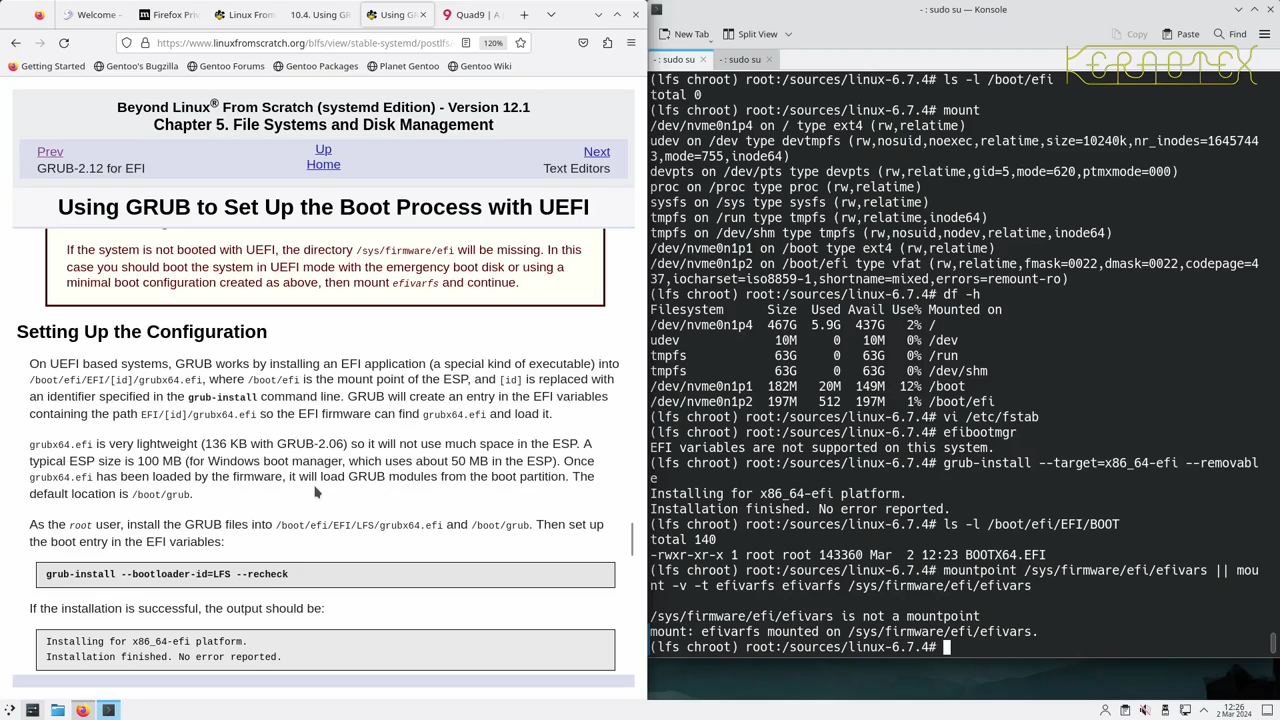 Welcome -
Firefox Pri
Linux From
10.4. Using GR
Using GR
Quad9 | A
https://www.linuxfromscratch.org/blfs/view/stable-systemd/postlfs
120%
Getting Started
Gentoo's Bugzilla
Gentoo Forums
Gentoo Packages
Planet Gentoo
Gentoo Wiki
Beyond Linux® From Scratch (systemd Edition) - Version 12.1
Chapter 5. File Systems and Disk Management
Prev
Up
Next
GRUB-2.12 for EFI
Home
Text Editors
Using GRUB to Set Up the Boot Process with UEFI
If the system is not booted with UEFI, the directory /sys/firmware/efi will be missing. In this
case you should boot the system in UEFI mode with the emergency boot disk or using a
minimal boot configuration created as above, then mount efivarfs and continue.
Setting Up the Configuration
On UEFI based systems, GRUB works by installing an EFI application (a special kind of executable) into
/boot/efi/EFI/[id]/grubx64.efi, where /boot/efi is the mount point of the ESP, and [id] is replaced with
an identifier specified in the grub-install command line. GRUB will create an entry in the EFI variables
containing the path EFI/[id]/grubx64.efi so the EFI firmware can find grubx64.efi and load it.
grubx64.efi is very lightweight (136 KB with GRUB-2.06) so it will not use much space in the ESP. A
typical ESP size is 100 MB (for Windows boot manager, which uses about 50 MB in the ESP). Once
grubx64.efi has been loaded by the firmware, it will load GRUB modules from the boot partition. The
default location is /boot/grub.
As the root user, install the GRUB files into /boot/efi/EFI/LFS/grubx64.efi and /boot/grub. Then set up
the boot entry in the EFI variables:
grub-install --bootloader-id=LFS --recheck
If the installation is successful, the output should be:
Installing for x86_64-efi platform.
Installation finished. No error reported.
- : sudo su — Konsole
New Tab
Split View
Copy
Paste
Find
- : sudo su
- : sudo su
KERNOTEX
(lfs chroot) root:/sources/linux-6.7.4# ls -l /boot/efi
total 0
(lfs chroot) root:/sources/linux-6.7.4# mount
/dev/nvme0n1p4 on / type ext4 (rw,relatime)
udev on /dev type devtmpfs (rw,nosuid,noexec,relatime,size=10240k,nr_inodes=1645744
3,mode=755,inode64)
devpts on /dev/pts type devpts (rw,relatime,gid=5,mode=620,ptmxmode=000)
proc on /proc type proc (rw,relatime)
sysfs on /sys type sysfs (rw,relatime)
tmpfs on /run type tmpfs (rw,relatime,inode64)
tmpfs on /dev/shm type tmpfs (rw,nosuid,nodev,relatime,inode64)
/dev/nvme0n1p1 on /boot type ext4 (rw,relatime)
/dev/nvme0n1p2 on /boot/efi type vfat (rw,relatime,fmask=0022,dmask=0022,codepage=4
37,iocharset=iso8859-1,shortname=mixed,errors=remount-ro)
(lfs chroot) root:/sources/linux-6.7.4# df -h
Filesystem Size Used Avail Use% Mounted on
/dev/nvme0n1p4 467G 5.9G 437G 2% /
udev 10M 0 10M 0% /dev
tmpfs 63G 0 63G 0% /run
tmpfs 63G 0 63G 0% /dev/shm
/dev/nvme0n1p1 182M 20M 149M 12% /boot
/dev/nvme0n1p2 197M 512 197M 1% /boot/efi
(lfs chroot) root:/sources/linux-6.7.4# vi /etc/fstab
(lfs chroot) root:/sources/linux-6.7.4# efibootmgr
EFI variables are not supported on this system.
(lfs chroot) root:/sources/linux-6.7.4# grub-install --target=x86_64-efi --removabl
e
Installing for x86_64-efi platform.
Installation finished. No error reported.
(lfs chroot) root:/sources/linux-6.7.4# ls -l /boot/efi/EFI/BOOT
total 140
-rwxr-xr-x 1 root root 143360 Mar 2 12:23 BOOTX64.EFI
(lfs chroot) root:/sources/linux-6.7.4# mountpoint /sys/firmware/efi/efivars || mou
nt -v -t efivarfs efivarfs /sys/firmware/efi/efivars
/sys/firmware/efi/efivars is not a mountpoint
mount: efivarfs mounted on /sys/firmware/efi/efivars.
(lfs chroot) root:/sources/linux-6.7.4#
12:26
2 Mar 2024